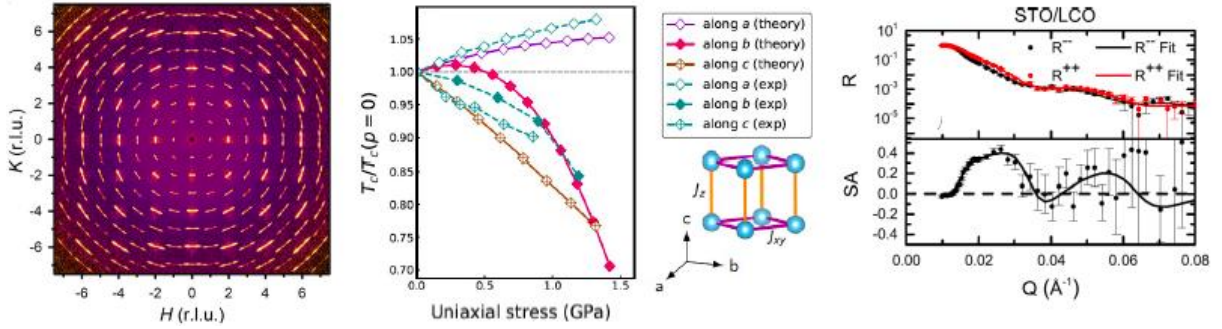 6
4
2
0
-2
-4
-6
K (r.l.u.)
-6 -4 -2 0 2 4 6
H (r.l.u.)
1.05
1.00
0.95
0.90
0.85
0.80
0.75
0.70
T_c/T_c(p = 0)
0.0 0.5 1.0 1.5
Uniaxial stress (GPa)
along a (theory)
along b (theory)
along c (theory)
along a (exp)
along b (exp)
along c (exp)
J_z
J_xy
c
b
a
STO/LCO
10¹
10⁻¹
10⁻³
10⁻⁵
R
R⁻⁻ R⁻⁻ Fit
R⁺⁺ R⁺⁺ Fit
0.4
0.2
0.0
-0.2
-0.4
SA
0.00 0.02 0.04 0.06 0.08
Q (Å⁻¹)